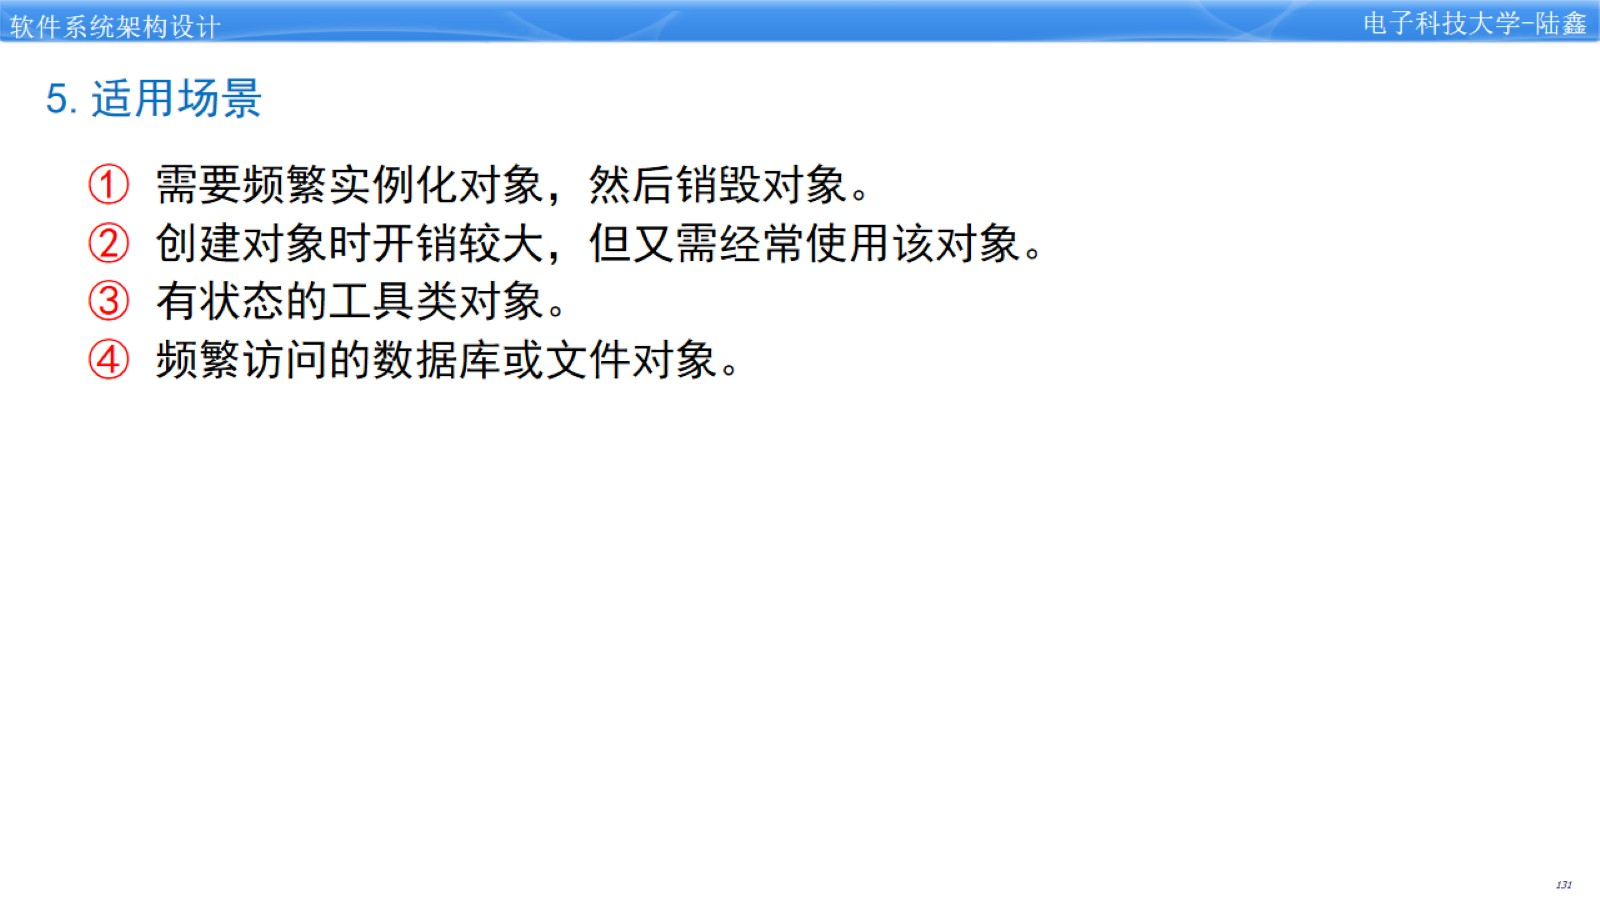 软件系统架构设计
电子科技大学-陆鑫
5. 适用场景
① 需要频繁实例化对象，然后销毁对象。
② 创建对象时开销较大，但又需经常使用该对象。
③ 有状态的工具类对象。
④ 频繁访问的数据库或文件对象。
131